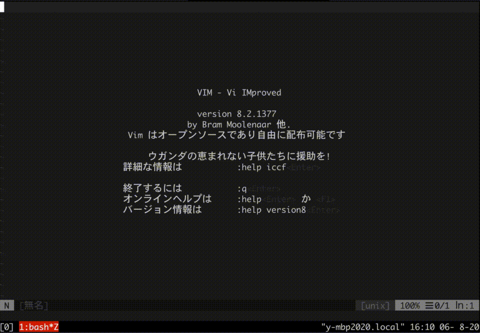 VIM - Vi IMproved
version 8.2.1377
by Bram Moolenaar 他.
Vim はオープンソースであり自由に配布可能です
ウガンダの恵まれない子供たちに援助を!
詳細な情報は :help iccf<Enter>
終了するには :q<Enter>
オンラインヘルプは :help<Enter> か <F1>
バージョン情報は :help version8<Enter>
N [無名] [unix] 100% ☰0/1 ln:1
[0] 1:bash*Z "y-mbp2020.local" 16:10 06- 8-20